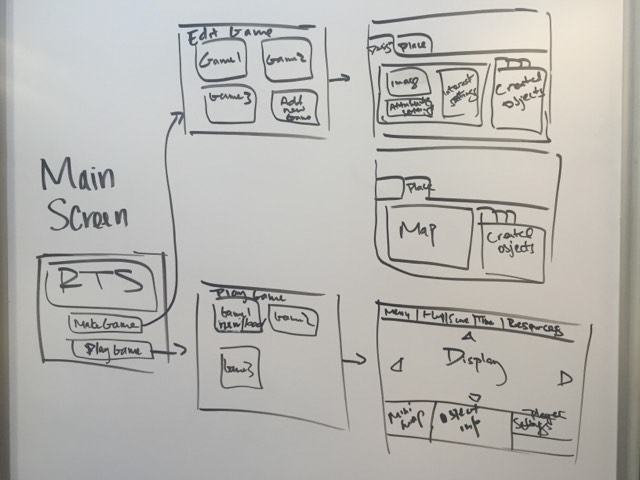 Main
Screen
RTS
Make Game
Play Game
Edit Game
Game1
Game2
Game3
Add
new
Game
place
Image
Attribute
setting
Interact
setting
Created
objects
place
Map
Created
objects
Play Game
Game1
new/load
Game2
Game3
Menu
Time
Resources
Display
Mini
map
Object
info
Player
Settings